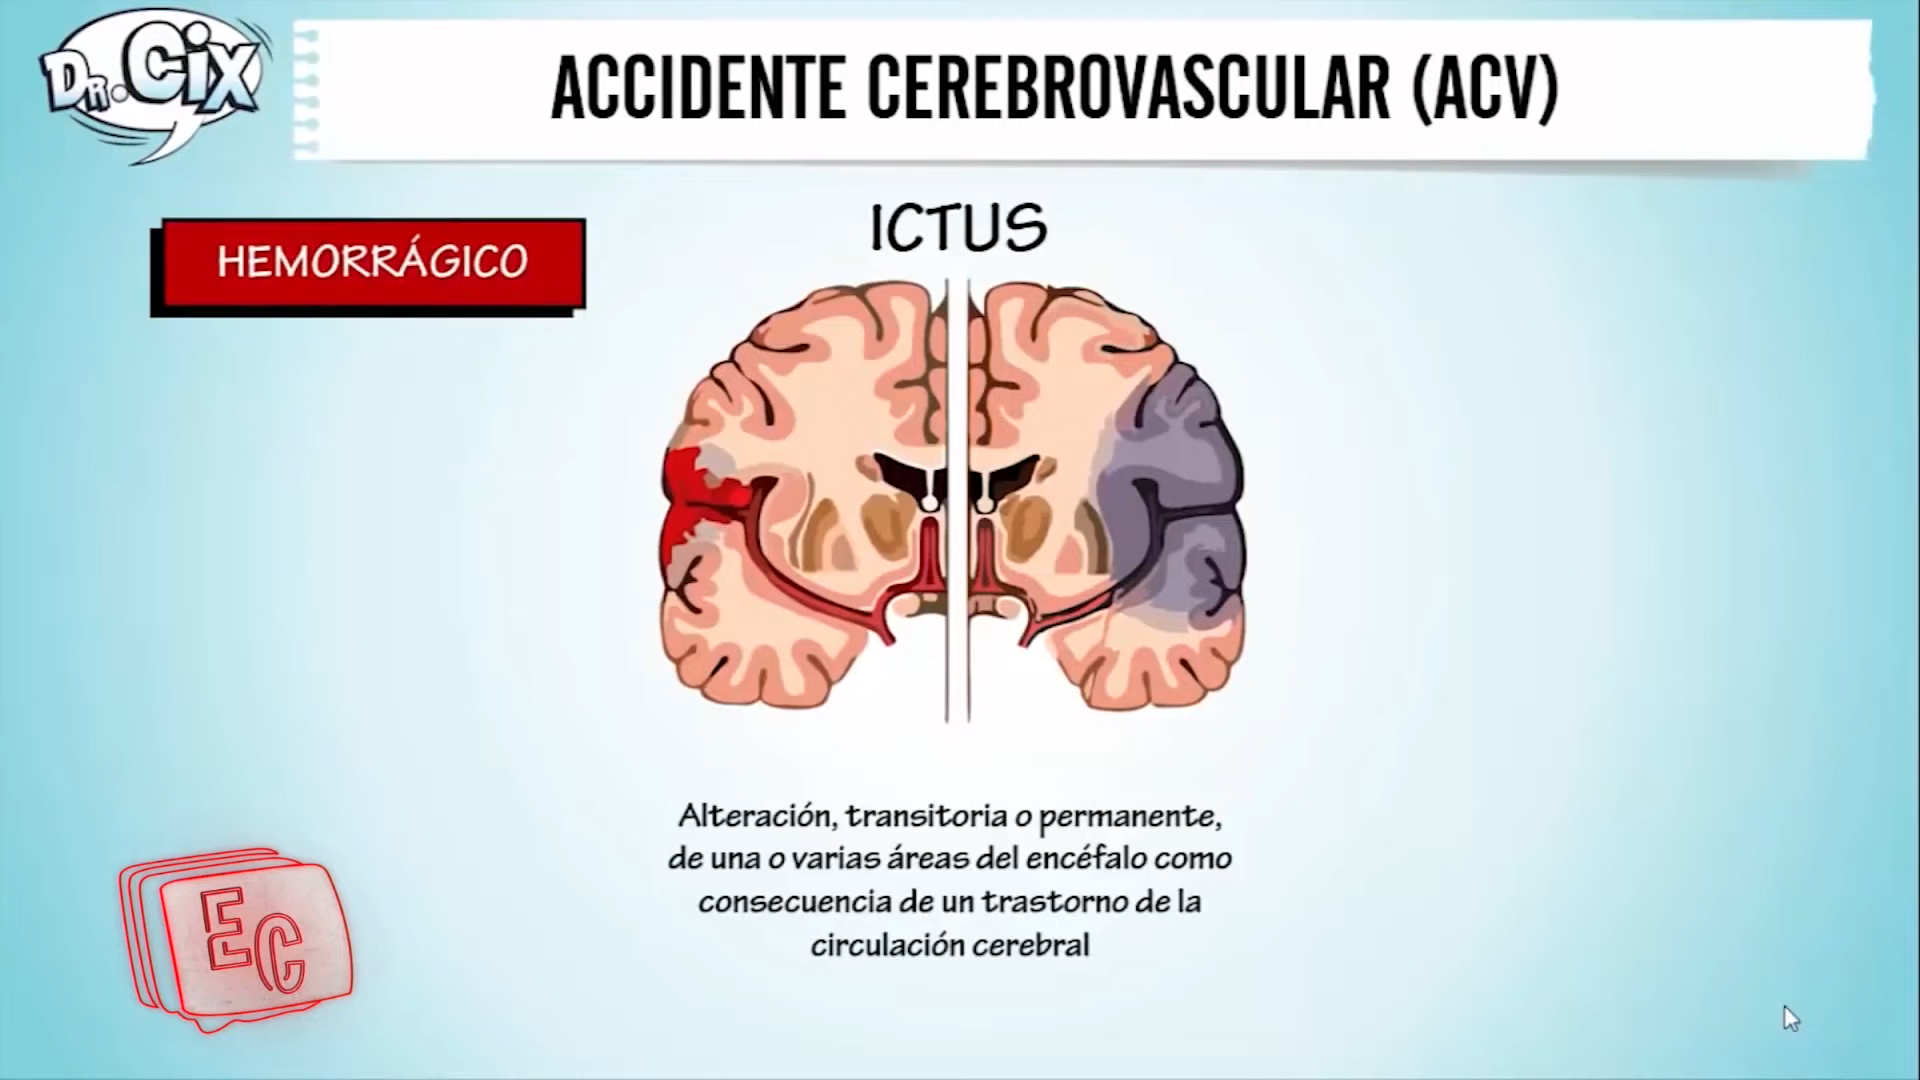 DR. Cix
ACCIDENTE CEREBROVASCULAR (ACV)
ICTUS
HEMORRÁGICO
Alteración, transitoria o permanente,
de una o varias áreas del encéfalo como
consecuencia de un trastorno de la
circulación cerebral
EC